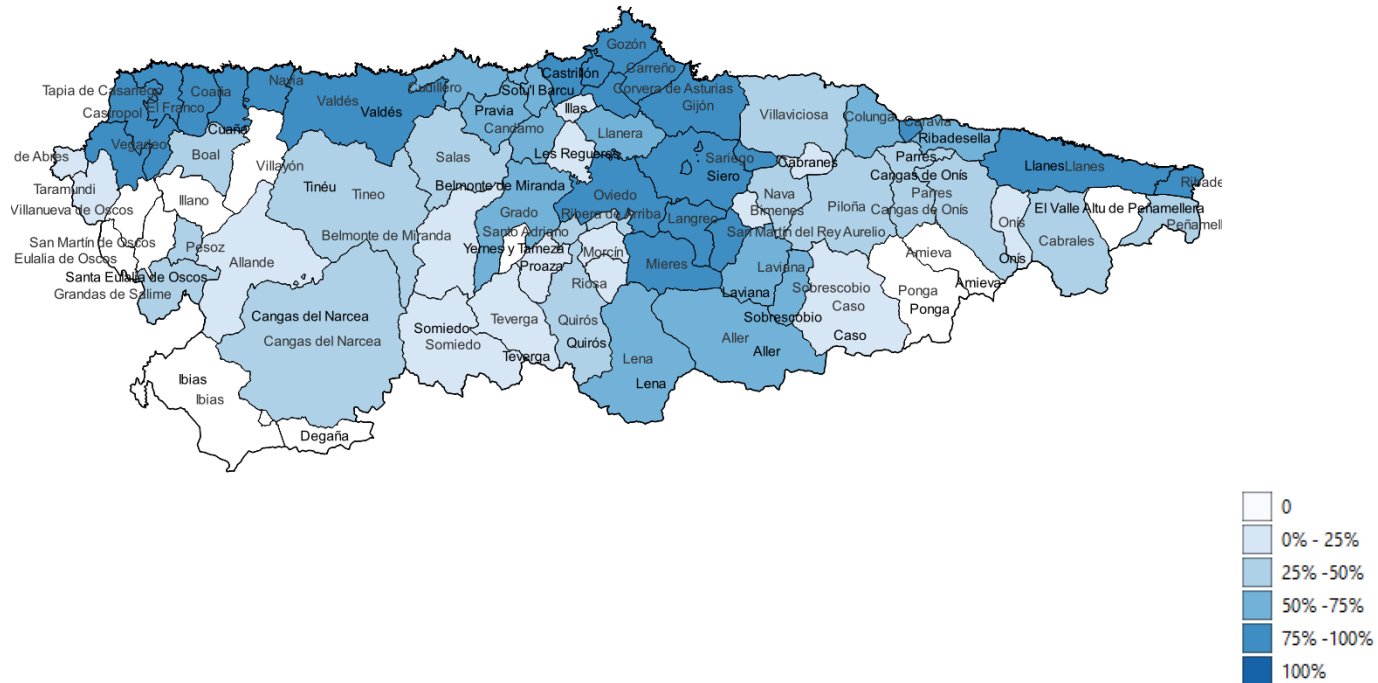 Gozón
Carreño
Castrillón
Corvera de Asturias
Gijón
Navia
Cudillero
Tapia de Casariego
Coaña
El Franco
Castropol
Valdés
Valdés
Sotu'l Barcu
Illas
Pravia
Candamo
Llanera
Villaviciosa
Colunga
Caravia
Ribadesella
Cuaña
Vegadeo
de Abres
Boal
Villayón
Salas
Les Regueres
Sariego
Siero
Cabranes
Parres
Cangas de Onís
Llanes
Llanes
Ribade
Taramundi
Villanueva de Oscos
Illano
Tinéu
Tineo
Belmonte de Miranda
Oviedo
Nava
Bimenes
Piloña
Parres
Cangas de Onís
Onís
El Valle Altu de Peñamellera
Peñamell
Grado
Ribera de Arriba
Langreo
Santo Adriano
San Martín del Rey Aurelio
Belmonte de Miranda
San Martín de Oscos
Eulalia de Oscos
Pesoz
Allande
Yernes y Tameza
Proaza
Morcín
Mieres
Laviana
Amieva
Onís
Cabrales
Santa Eulalia de Oscos
Grandas de Salime
Riosa
Laviana
Sobrescobio
Caso
Ponga
Amieva
Ponga
Cangas del Narcea
Cangas del Narcea
Somiedo
Somiedo
Teverga
Teverga
Quirós
Quirós
Sobrescobio
Caso
Aller
Aller
Lena
Lena
Ibias
Ibias
Degaña
0
0% - 25%
25% -50%
50% -75%
75% -100%
100%